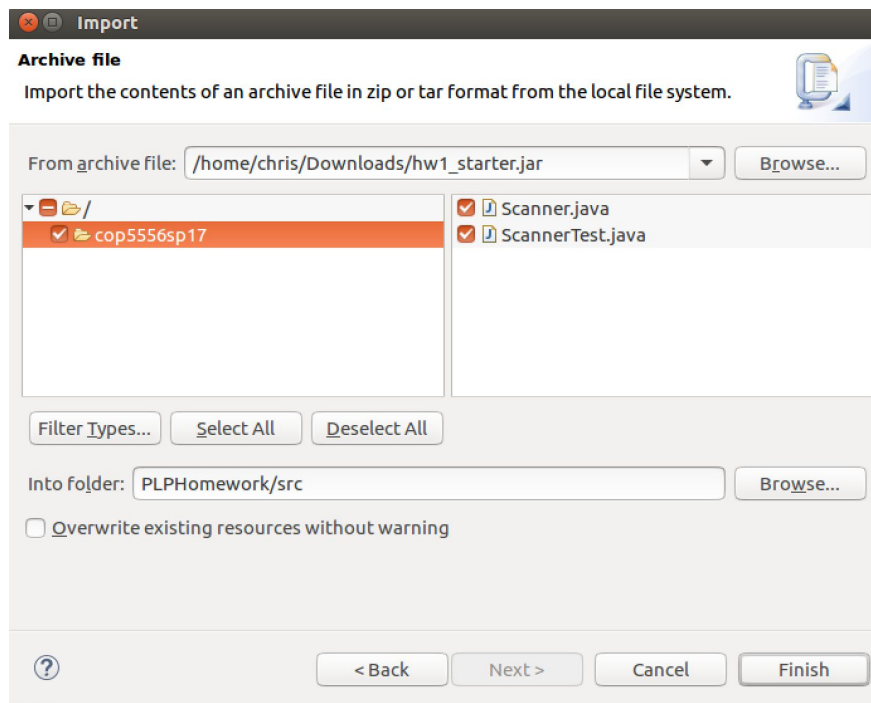 Import
Archive file
Import the contents of an archive file in zip or tar format from the local file system.
From archive file: /home/chris/Downloads/hw1_starter.jar Browse...
/ Scanner.java
cop5556sp17 ScannerTest.java
Filter Types... Select All Deselect All
Into folder: PLPHomework/src Browse...
Overwrite existing resources without warning
? < Back Next > Cancel Finish